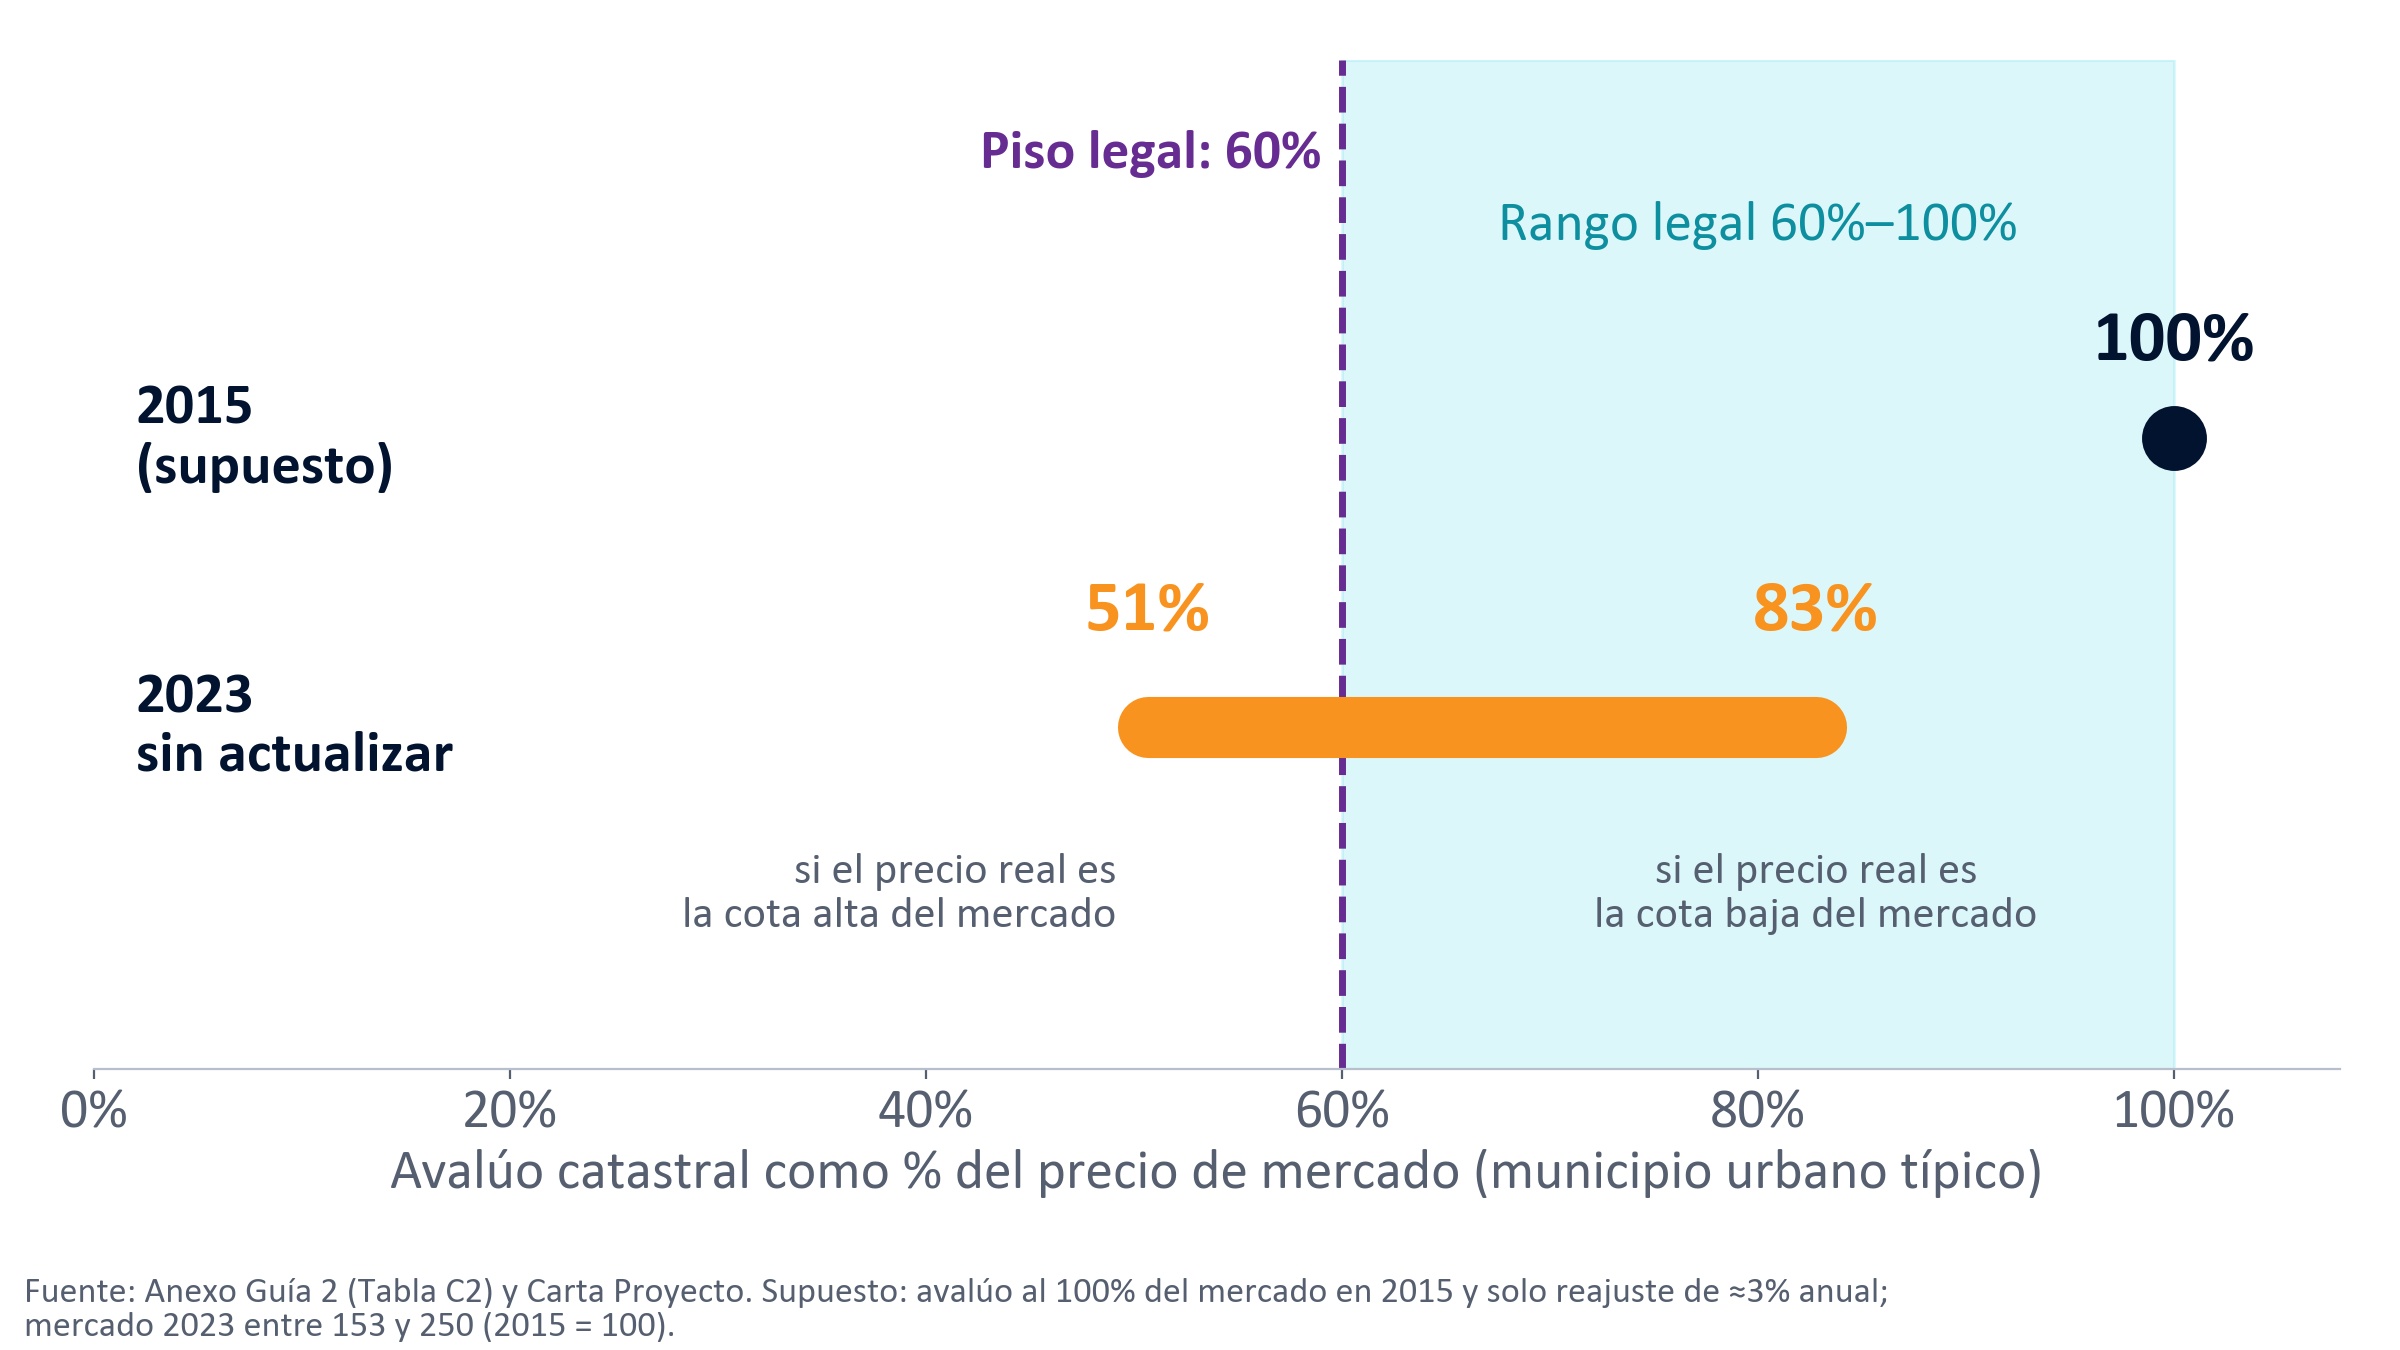 Piso legal: 60%
Rango legal 60%–100%
100%
2015
(supuesto)
51%
83%
2023
sin actualizar
si el precio real es
la cota alta del mercado
si el precio real es
la cota baja del mercado
0%
20%
40%
60%
80%
100%
Avalúo catastral como % del precio de mercado (municipio urbano típico)
Fuente: Anexo Guía 2 (Tabla C2) y Carta Proyecto. Supuesto: avalúo al 100% del mercado en 2015 y solo reajuste de ≈3% anual;
mercado 2023 entre 153 y 250 (2015 = 100).